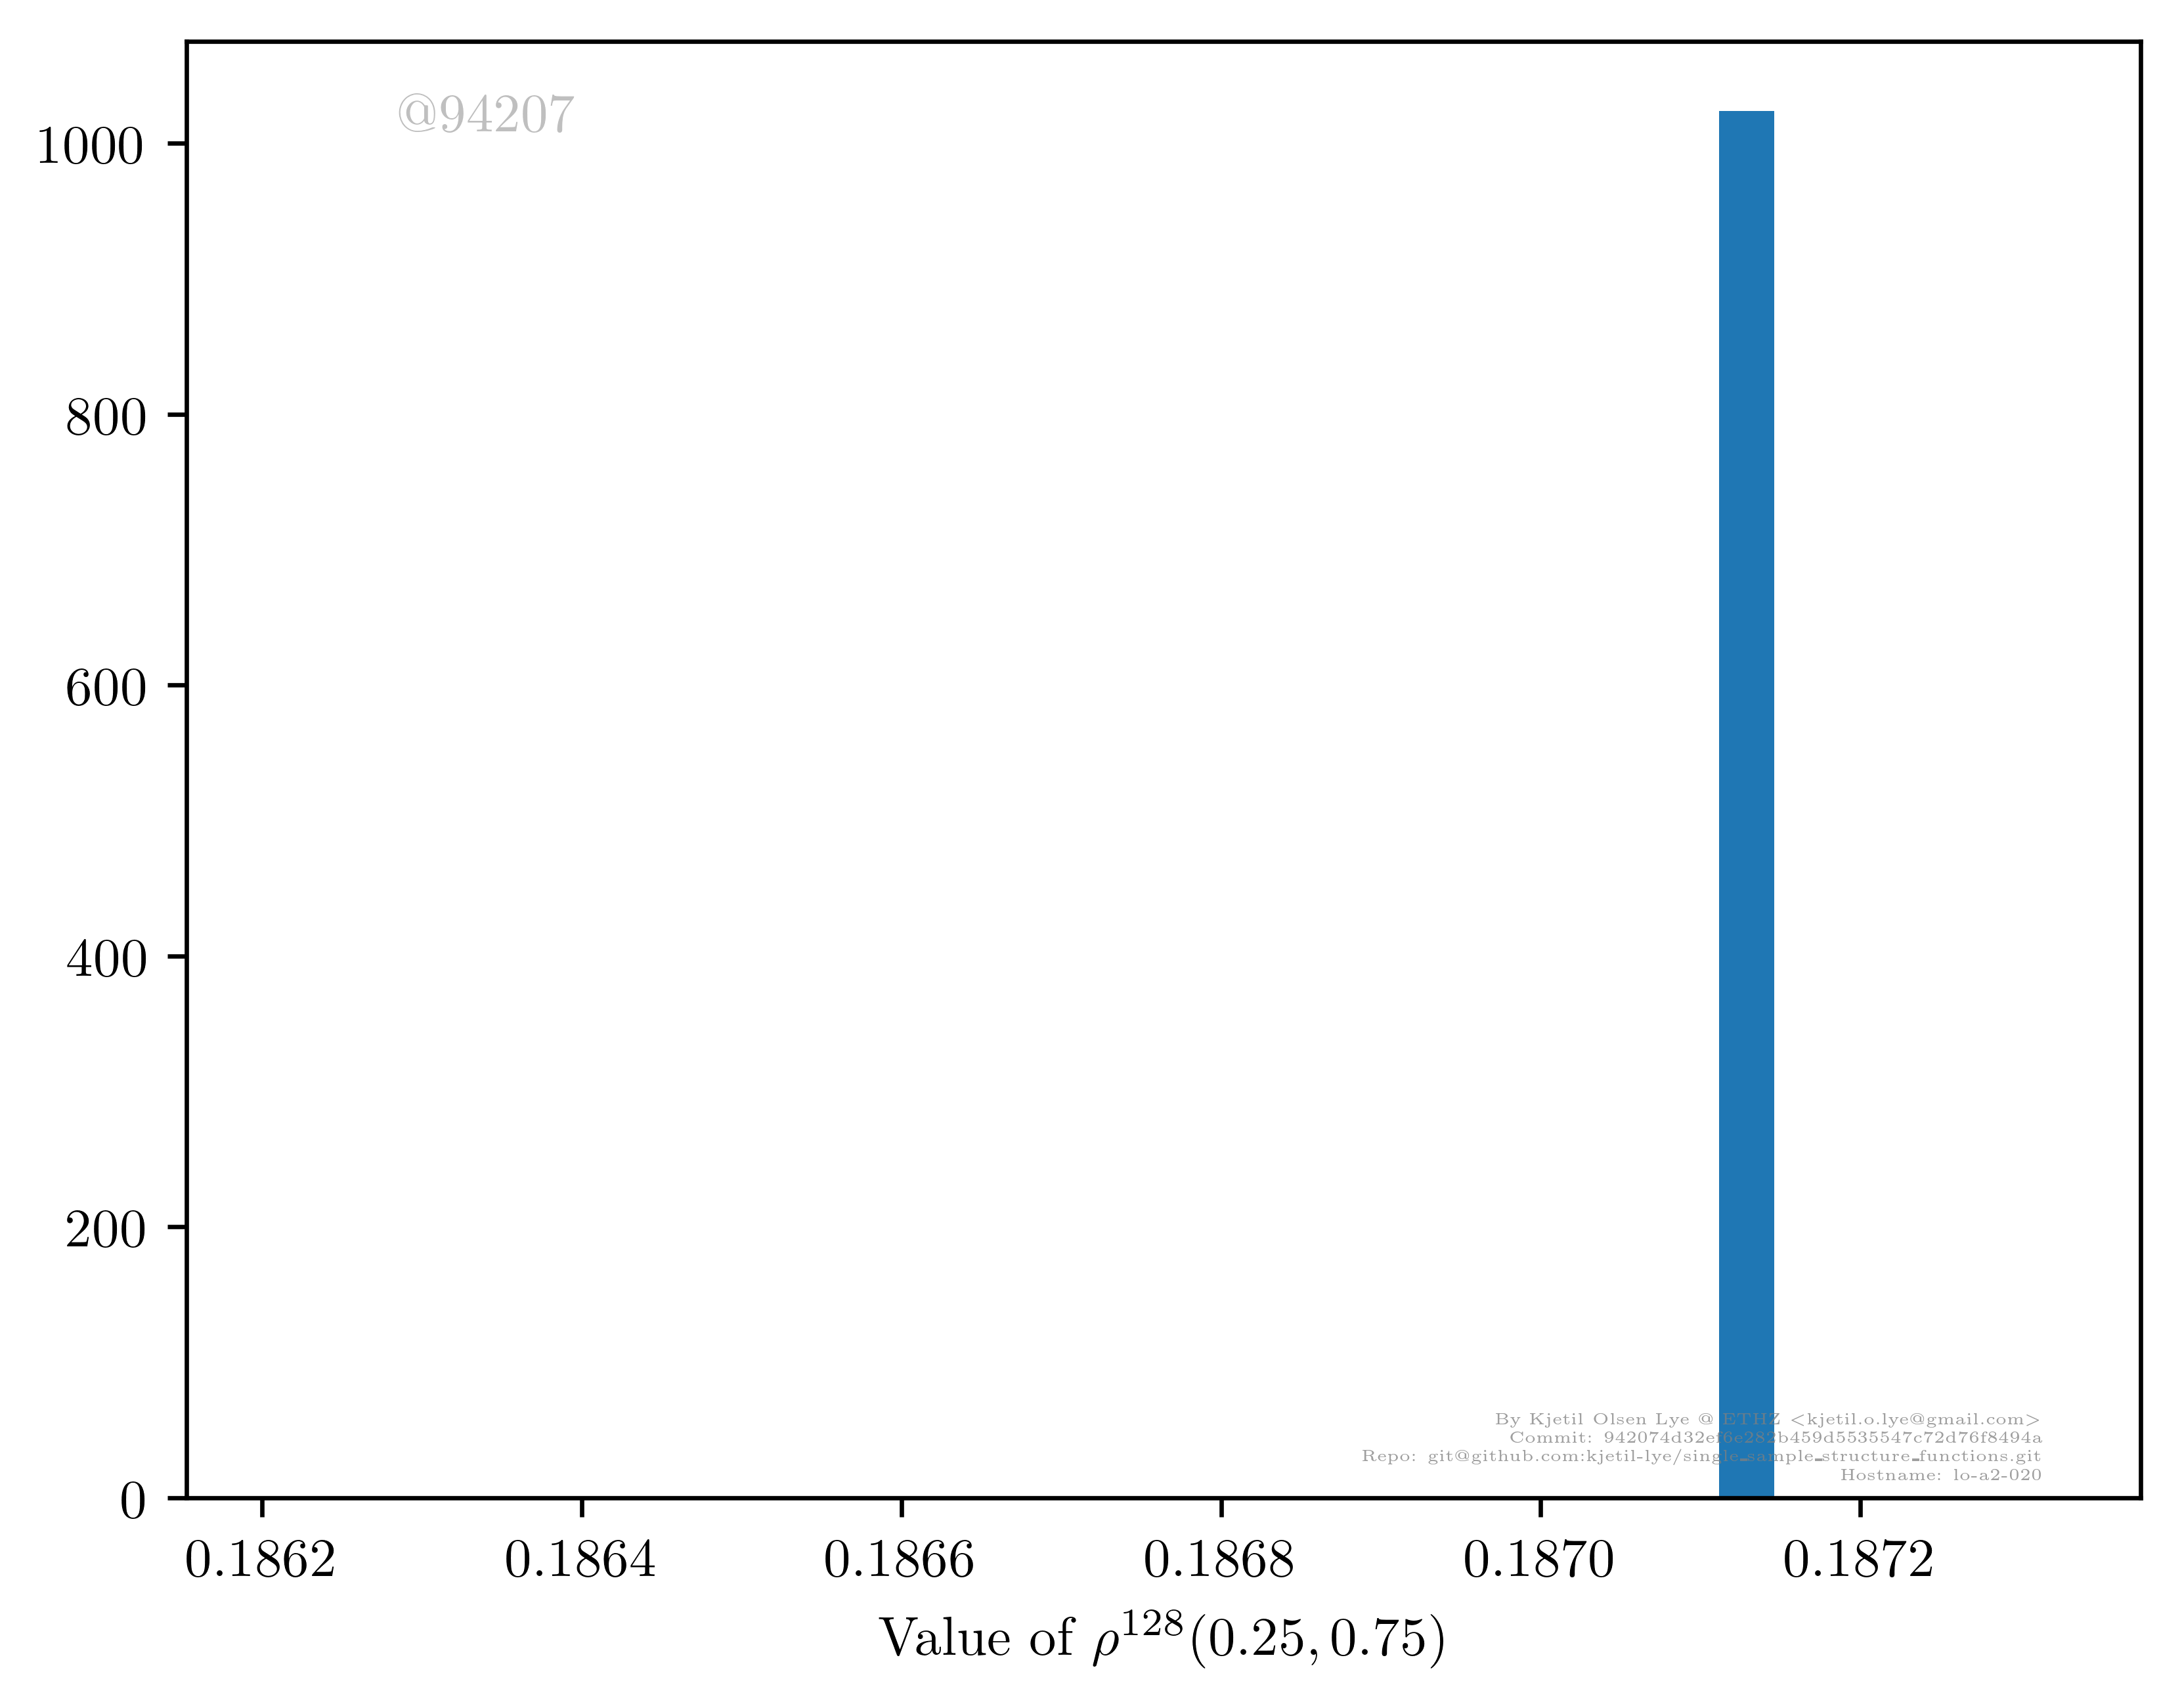 @94207
1000
800
600
400
200
0
By Kjetil Olsen Lye @ ETHZ <kjetil.o.lye@gmail.com>
Commit: 942074d32ef6e282b459d5535547c72d76f8494a
Repo: git@github.com:kjetil-lye/single_sample_structure_functions.git
Hostname: lo-a2-020
0.1862 0.1864 0.1866 0.1868 0.1870 0.1872
Value of ρ¹²⁸(0.25, 0.75)